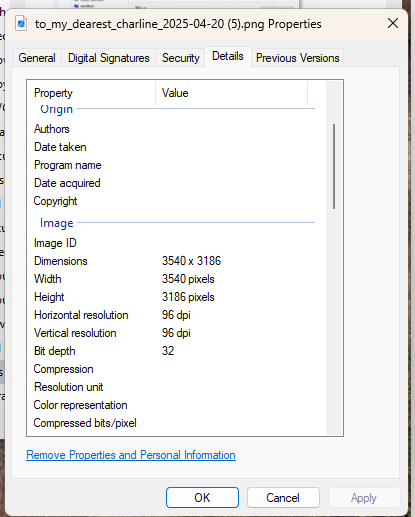 to_my_dearest_charline_2025-04-20 (5).png Properties
General Digital Signatures Security Details Previous Versions
Property Value
Origin
Authors
Date taken
Program name
Date acquired
Copyright
Image
Image ID
Dimensions 3540 x 3186
Width 3540 pixels
Height 3186 pixels
Horizontal resolution 96 dpi
Vertical resolution 96 dpi
Bit depth 32
Compression
Resolution unit
Color representation
Compressed bits/pixel
Remove Properties and Personal Information
OK Cancel Apply